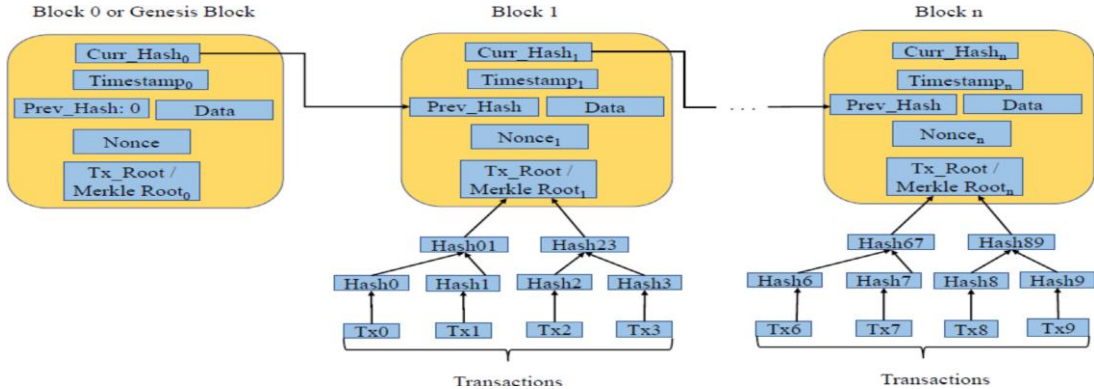 Block 0 or Genesis Block
Curr_Hash₀
Timestamp₀
Prev_Hash: 0
Data
Nonce
Tx_Root /
Merkle Root₀
Block 1
Curr_Hash₁
Timestamp₁
Prev_Hash
Data
Nonce₁
Tx_Root /
Merkle Root₁
Hash01
Hash23
Hash0
Hash1
Hash2
Hash3
Tx0
Tx1
Tx2
Tx3
Transactions
. . .
Block n
Curr_Hashₙ
Timestampₙ
Prev_Hash
Data
Nonceₙ
Tx_Root /
Merkle Rootₙ
Hash67
Hash89
Hash6
Hash7
Hash8
Hash9
Tx6
Tx7
Tx8
Tx9
Transactions